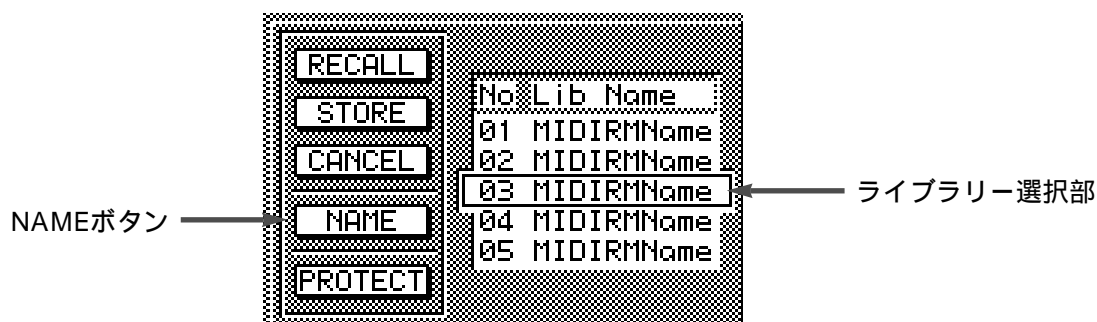 RECALL
STORE
CANCEL
NAME
PROTECT
NAMEボタン
No Lib Name
01 MIDIRMName
02 MIDIRMName
03 MIDIRMName
04 MIDIRMName
05 MIDIRMName
ライブラリー選択部